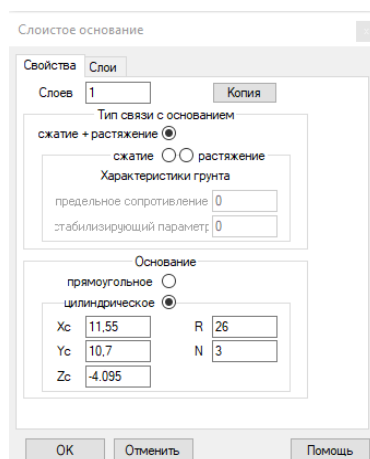 Слоистое основание
Свойства Слои
Слоев 1 Копия
Тип связи с основанием
сжатие + растяжение
сжатие растяжение
Характеристики грунта
предельное сопротивление 0
стабилизирующий параметр 0
Основание
прямоугольное
цилиндрическое
Xc 11,55 R 26
Yc 10,7 N 3
Zc -4.095
OK Отменить Помощь